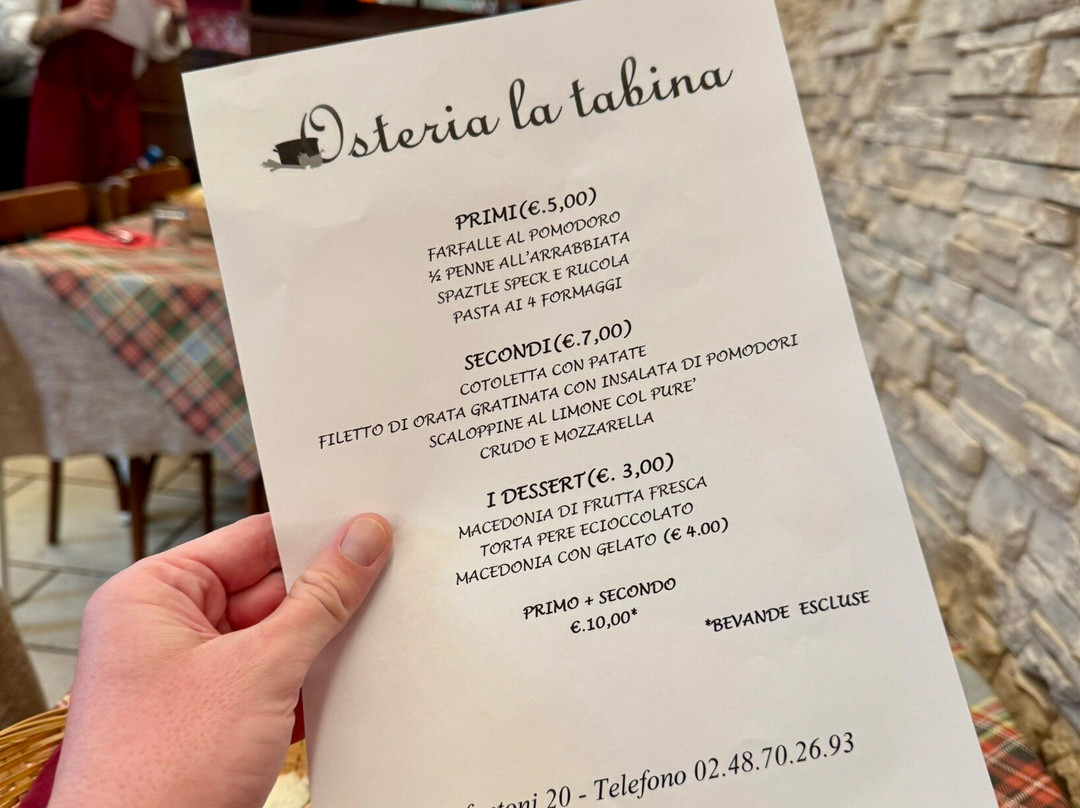 Osteria la tabina
PRIMI(€.5,00)
FARFALLE AL POMODORO
½ PENNE ALL'ARRABBIATA
SPAZTLE SPECK E RUCOLA
PASTA AI 4 FORMAGGI
SECONDI(€.7,00)
COTOLETTA CON PATATE
FILETTO DI ORATA GRATINATA CON INSALATA DI POMODORI
SCALOPPINE AL LIMONE COL PURE'
CRUDO E MOZZARELLA
I DESSERT(€. 3,00)
MACEDONIA DI FRUTTA FRESCA
TORTA PERE ECIOCCOLATO
MACEDONIA CON GELATO (€ 4.00)
PRIMO + SECONDO
€.10,00*
*BEVANDE ESCLUSE
20 - Telefono 02.48.70.26.93